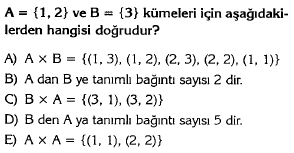 A = {1, 2} ve B = {3} kümeleri için aşağıdaki-
lerden hangisi doğrudur?
A) A × B = {(1, 3), (1, 2), (2, 3), (2, 2), (1, 1)}
B) A dan B ye tanımlı bağıntı sayısı 2 dir.
C) B × A = {(3, 1), (3, 2)}
D) B den A ya tanımlı bağıntı sayısı 5 dir.
E) A × A = {(1, 1), (2, 2)}